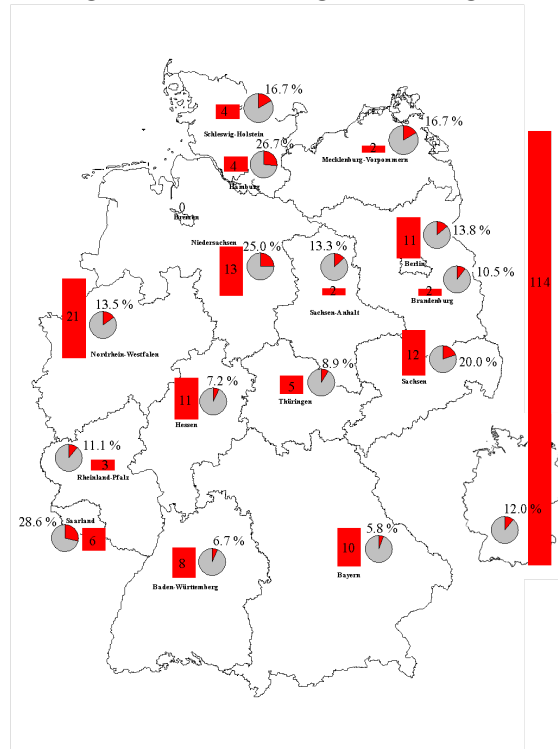 16.7 %
4
Schleswig-Holstein
16.7 %
2
Mecklenburg-Vorpommern
26.7%
4
Hamburg
0
Bremen
11
13.8 %
Berlin
Niedersachsen
25.0 %
13
13.3 %
2
Sachsen-Anhalt
10.5 %
2
Brandenburg
114
21
13.5 %
Nordrhein-Westfalen
12
20.0 %
Sachsen
7.2 %
11
Hessen
8.9 %
5
Thüringen
11.1 %
3
Rheinland-Pfalz
Saarland
28.6 %
6
6.7 %
8
Baden-Württemberg
5.8 %
10
Bayern
12.0 %